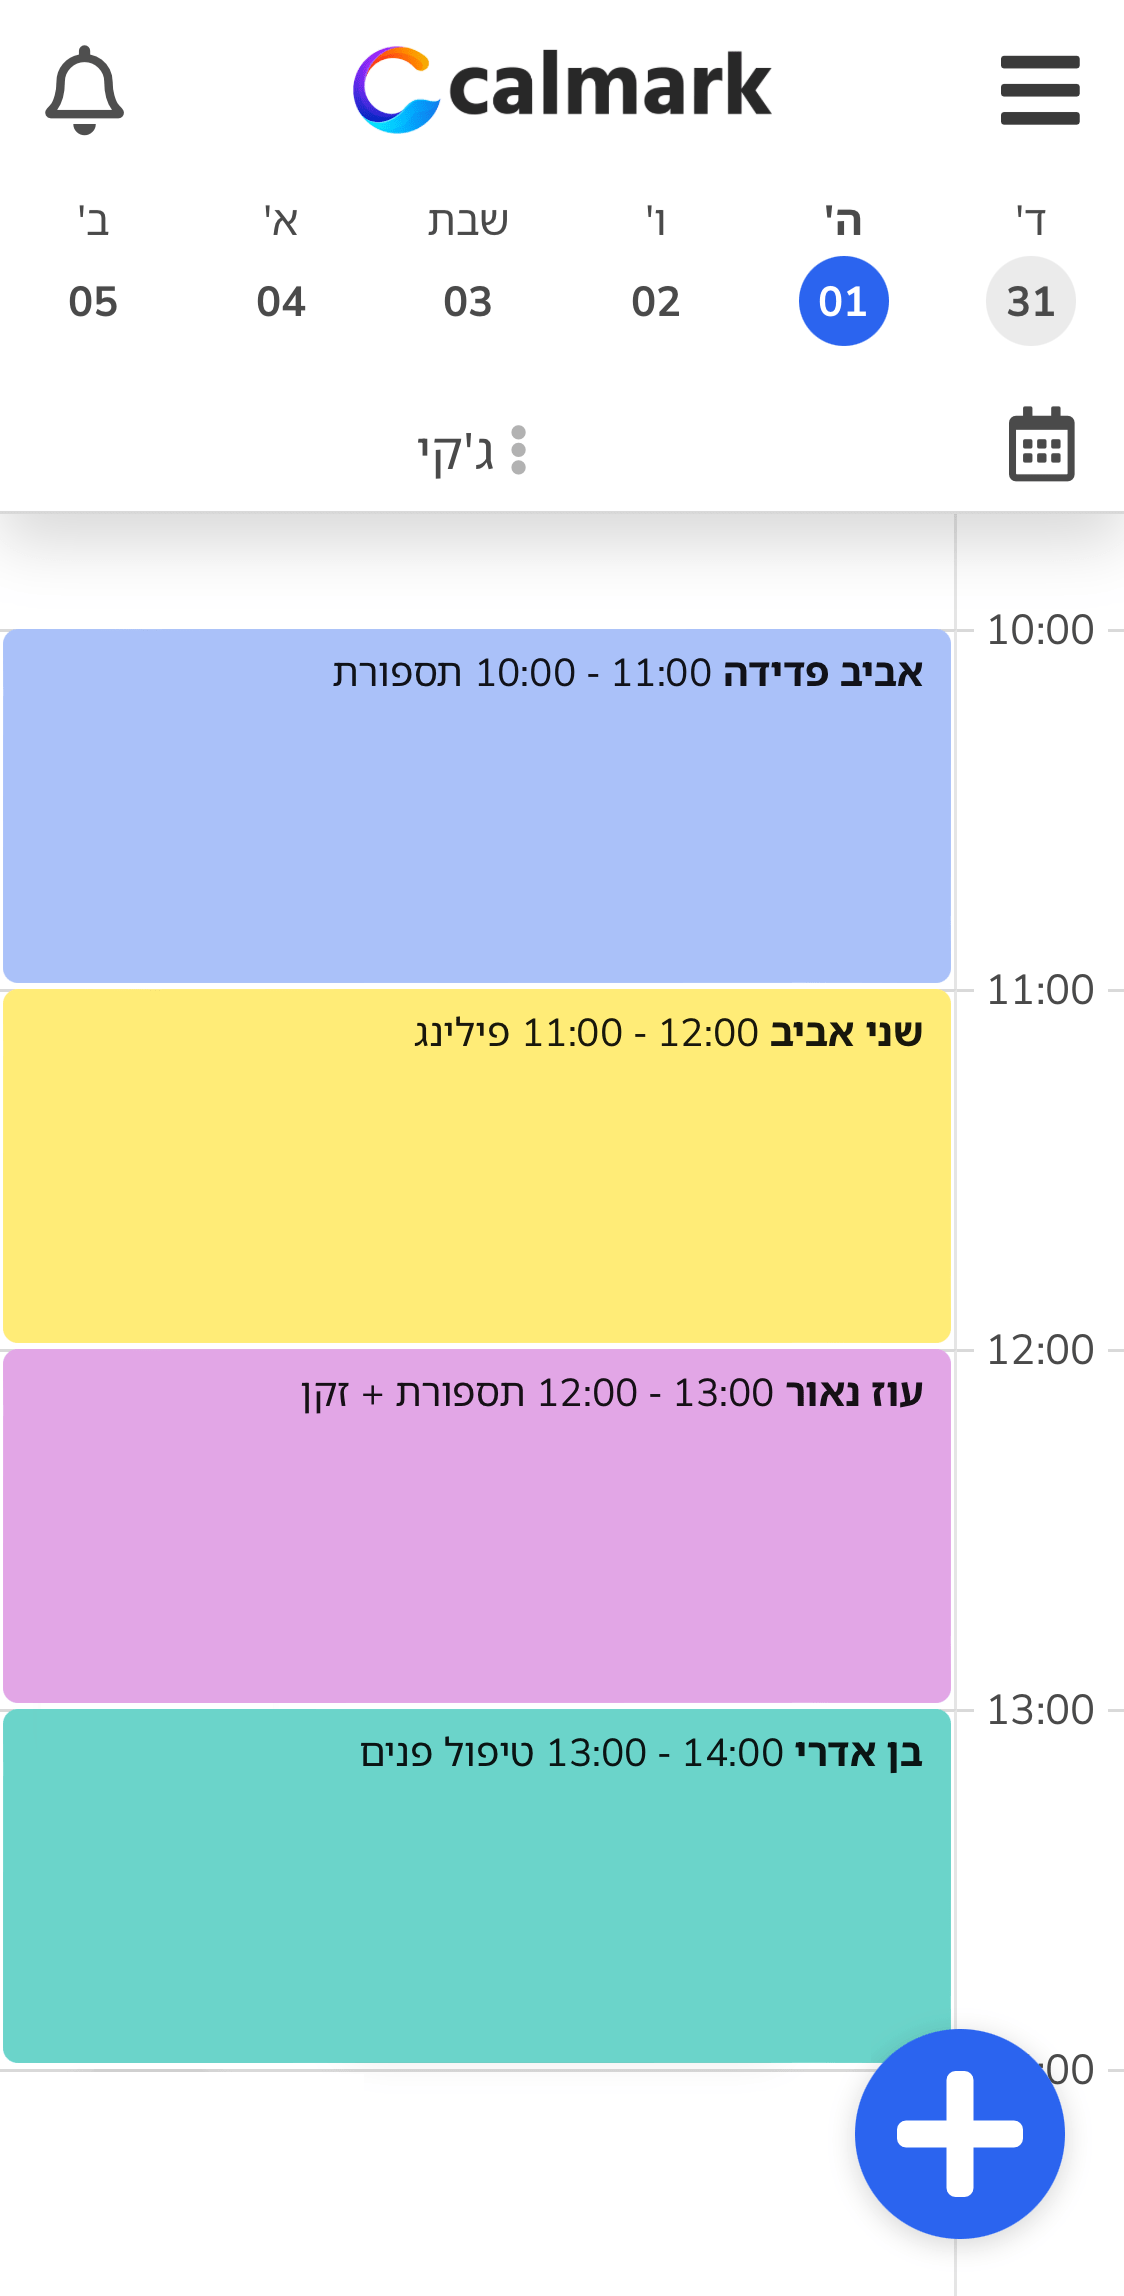 calmark
ד' ה' ו' שבת א' ב'
31 01 02 03 04 05
ג'קי
10:00
אביב פדידה 10:00 - 11:00 תספורת
11:00
שני אביב 11:00 - 12:00 פילינג
12:00
עוז נאור 12:00 - 13:00 תספורת + זקן
13:00
בן אדרי 13:00 - 14:00 טיפול פנים
:00